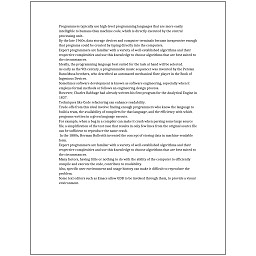 Programmers typically use high-level programming languages that are more easily
intelligible to humans than machine code, which is directly executed by the central
processing unit.
By the late 1960s, data storage devices and computer terminals became inexpensive enough
that programs could be created by typing directly into the computers.
Expert programmers are familiar with a variety of well-established algorithms and their
respective complexities and use this knowledge to choose algorithms that are best suited to
the circumstances.
Ideally, the programming language best suited for the task at hand will be selected.
As early as the 9th century, a programmable music sequencer was invented by the Persian
Banu Musa brothers, who described an automated mechanical flute player in the Book of
Ingenious Devices.
Sometimes software development is known as software engineering, especially when it
employs formal methods or follows an engineering design process.
However, Charles Babbage had already written his first program for the Analytical Engine in
1837.
Techniques like Code refactoring can enhance readability.
Trade-offs from this ideal involve finding enough programmers who know the language to
build a team, the availability of compilers for that language, and the efficiency with which
programs written in a given language execute.
For example, when a bug in a compiler can make it crash when parsing some large source
file, a simplification of the test case that results in only few lines from the original source file
can be sufficient to reproduce the same crash.
In the 1880s, Herman Hollerith invented the concept of storing data in machine-readable
form.
Expert programmers are familiar with a variety of well-established algorithms and their
respective complexities and use this knowledge to choose algorithms that are best suited to
the circumstances.
Many factors, having little or nothing to do with the ability of the computer to efficiently
compile and execute the code, contribute to readability.
Also, specific user environment and usage history can make it difficult to reproduce the
problem.
Some text editors such as Emacs allow GDB to be invoked through them, to provide a visual
environment.